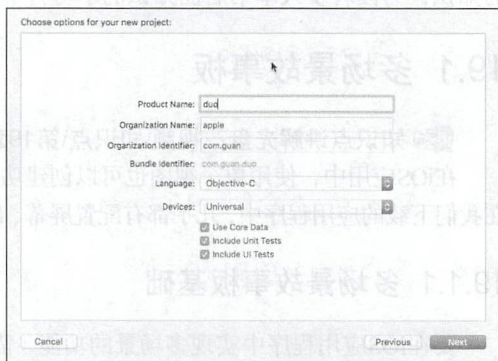 Choose options for your new project:
Product Name: duo
Organization Name: apple
Organization Identifier: com.guan
Bundle Identifier: com.guan.duo
Language: Objective-C
Devices: Universal
Use Core Data
Include Unit Tests
Include UI Tests
Cancel Previous Next